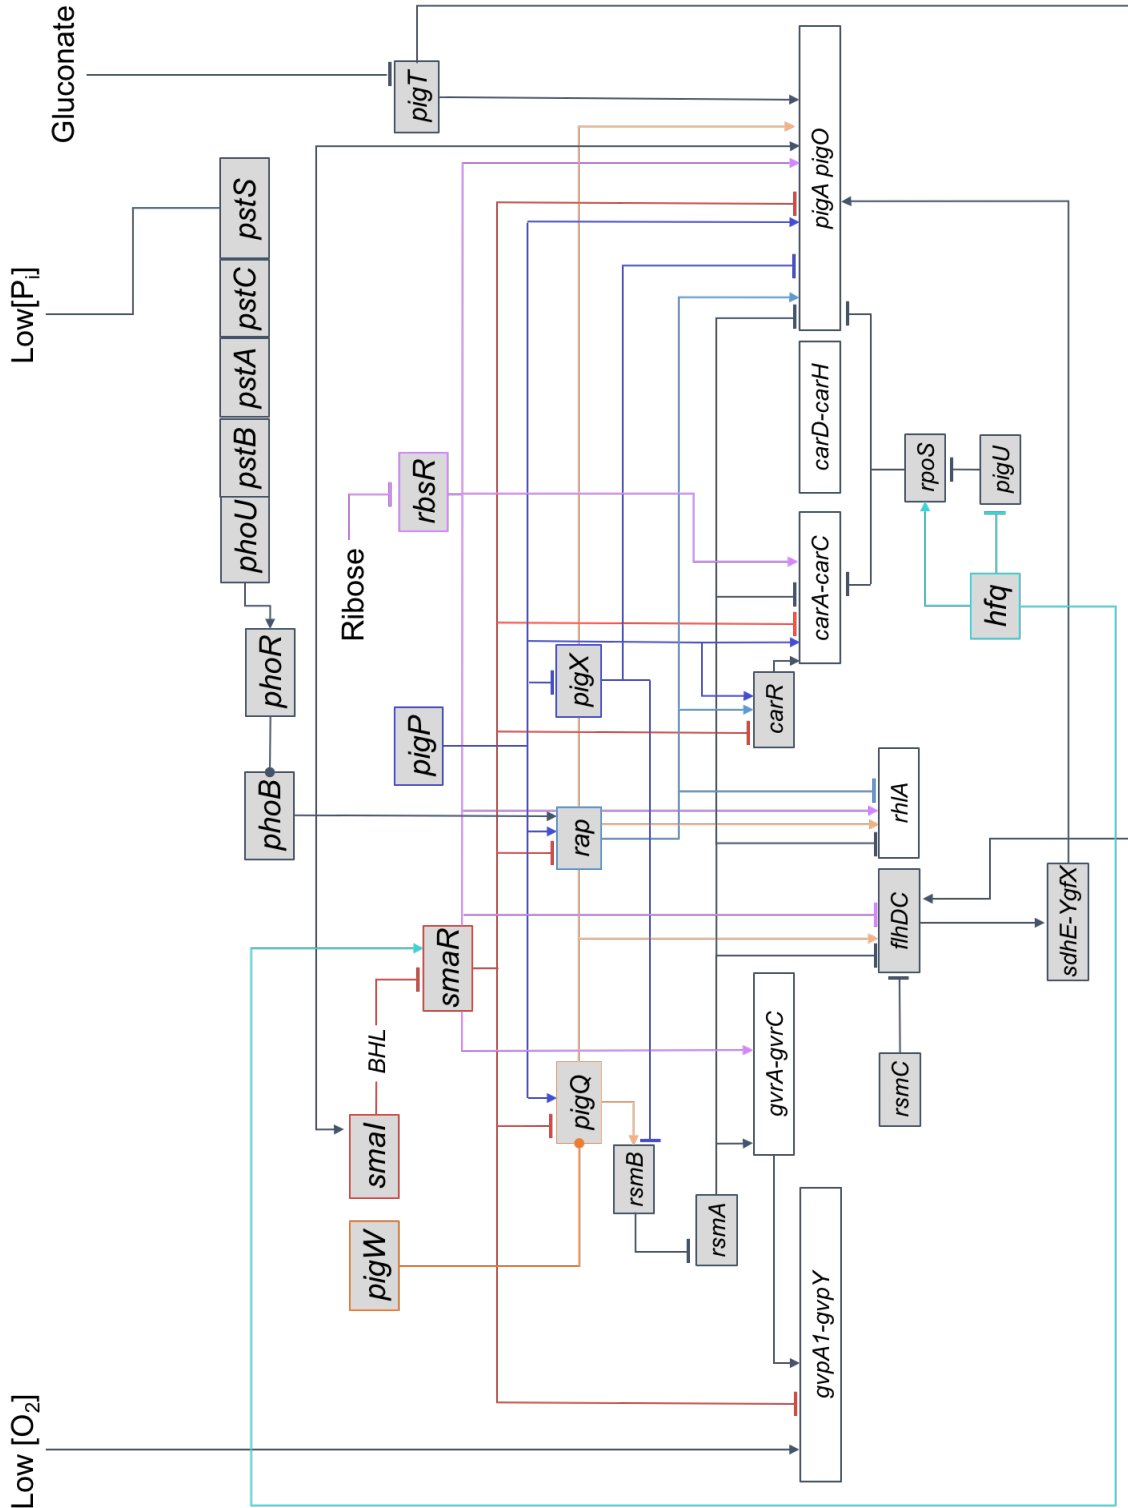 Low [O₂]
Low[Pᵢ]
Gluconate
pstS
pstC
pstA
pstB
phoU
phoR
phoB
Ribose
pigT
rbsR
pigP
smaR
BHL
smaI
pigW
pigX
rap
pigQ
rsmB
rsmA
carR
gvrA-gvrC
pigA pigO
carD-carH
carA-carC
gvpA1-gvpY
rhlA
flhDC
rsmC
rpoS
pigU
hfq
sdhE-YgfX